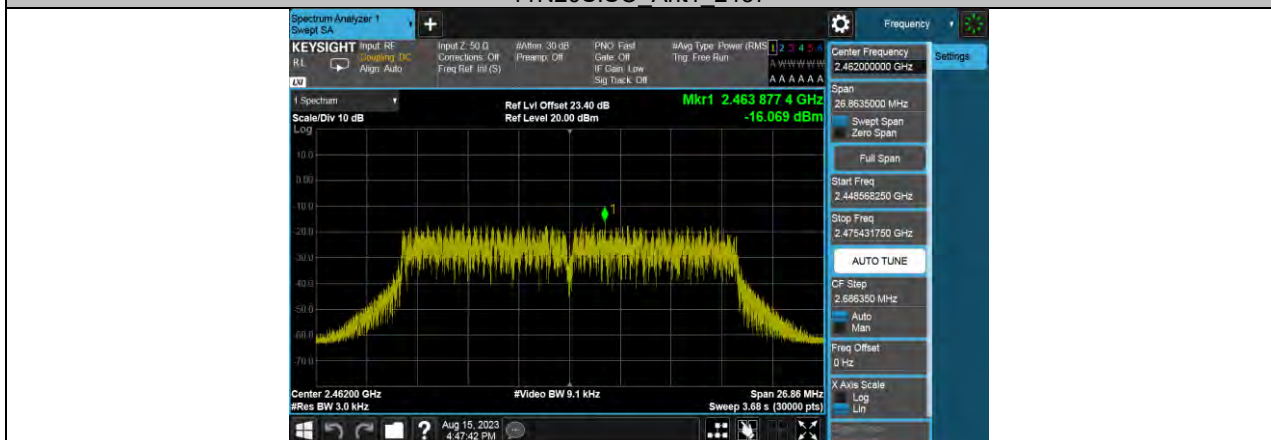 Spectrum Analyzer 1
Swept SA
+
Frequency
KEYSIGHT
Input: RF
Coupling: DC
Align: Auto
RL
LXI
Input Z: 50 Ω
Corrections: Off
Freq Ref: Int (S)
#Atten: 30 dB
Preamp: Off
PNO: Fast
Gate: Off
IF Gain: Low
Sig Track: Off
#Avg Type: Power (RMS
Trig: Free Run
1 2 3 4 5 6
A W W W W W
A A A A A A
1 Spectrum
Scale/Div 10 dB
Log
Ref Lvl Offset 23.40 dB
Ref Level 20.00 dBm
Mkr1 2.463 877 4 GHz
-16.069 dBm
10.0
0.00
-10.0
-20.0
-30.0
-40.0
-50.0
-60.0
-70.0
1
Center 2.46200 GHz
#Res BW 3.0 kHz
#Video BW 9.1 kHz
Span 26.86 MHz
Sweep 3.68 s (30000 pts)
Center Frequency
2.462000000 GHz
Settings
Span
26.8635000 MHz
Swept Span
Zero Span
Full Span
Start Freq
2.448568250 GHz
Stop Freq
2.475431750 GHz
AUTO TUNE
CF Step
2.686350 MHz
Auto
Man
Freq Offset
0 Hz
X Axis Scale
Log
Lin
?
Aug 15, 2023
4:47:42 PM